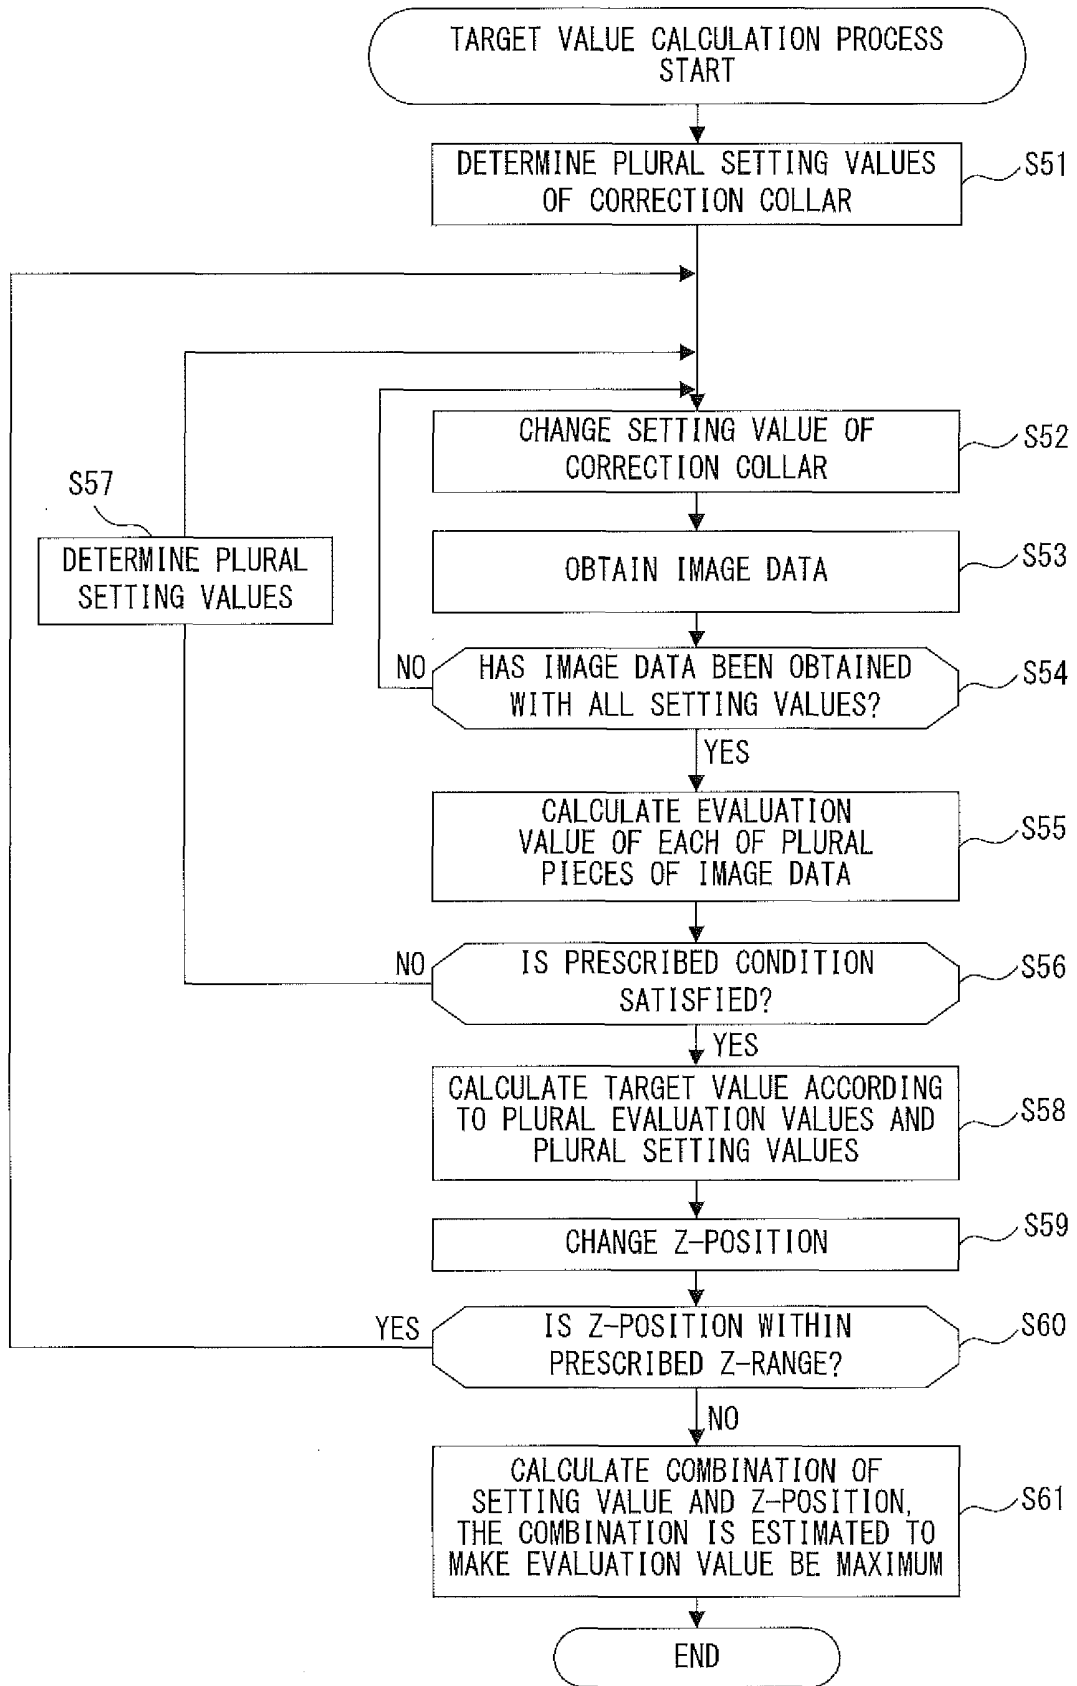 TARGET VALUE CALCULATION PROCESS
START
DETERMINE PLURAL SETTING VALUES
OF CORRECTION COLLAR
S51
CHANGE SETTING VALUE OF
CORRECTION COLLAR
S52
S57
DETERMINE PLURAL
SETTING VALUES
OBTAIN IMAGE DATA
S53
NO
HAS IMAGE DATA BEEN OBTAINED
WITH ALL SETTING VALUES?
S54
YES
CALCULATE EVALUATION
VALUE OF EACH OF PLURAL
PIECES OF IMAGE DATA
S55
NO
IS PRESCRIBED CONDITION
SATISFIED?
S56
YES
CALCULATE TARGET VALUE ACCORDING
TO PLURAL EVALUATION VALUES AND
PLURAL SETTING VALUES
S58
CHANGE Z-POSITION
S59
YES
IS Z-POSITION WITHIN
PRESCRIBED Z-RANGE?
S60
NO
CALCULATE COMBINATION OF
SETTING VALUE AND Z-POSITION,
THE COMBINATION IS ESTIMATED TO
MAKE EVALUATION VALUE BE MAXIMUM
S61
END